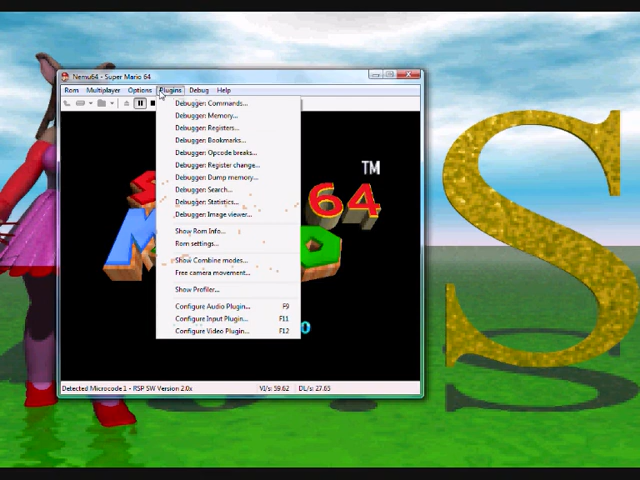 Nemu64 - Super Mario 64
Rom Multiplayer Options Plugins Debug Help
Debugger: Commands...
Debugger: Memory...
Debugger: Registers...
Debugger: Bookmarks...
Debugger: Opcode breaks...
Debugger: Register change...
Debugger: Dump memory...
Debugger: Search...
Debugger: Statistics...
Debugger: Image viewer...
Show Rom Info...
Rom settings...
Show Combine modes...
Free camera movement...
Show Profiler...
Configure Audio Plugin... F9
Configure Input Plugin... F11
Configure Video Plugin... F12
TM
64
Detected Microcode 1 - RSP SW Version 2.0x VI/s: 59.62 DL/s: 27.65
S